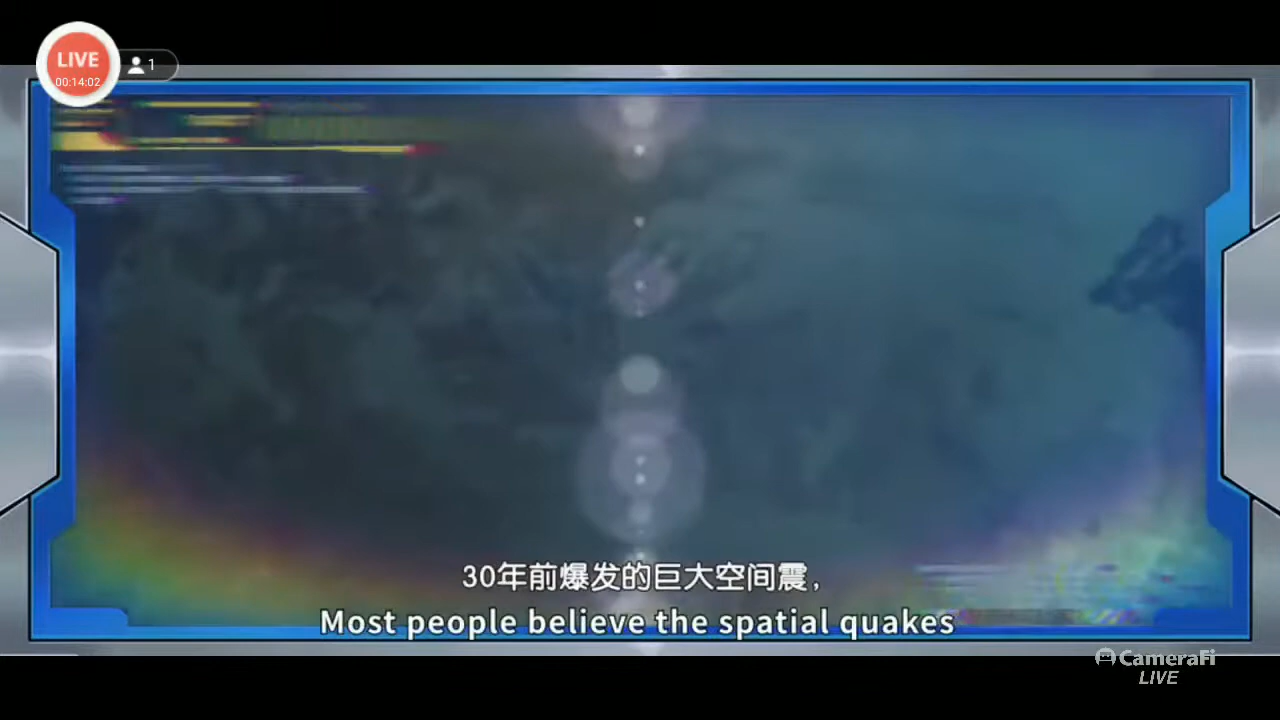 LIVE
00:14:02
1
30年前爆发的巨大空间震，
Most people believe the spatial quakes
CameraFi
LIVE